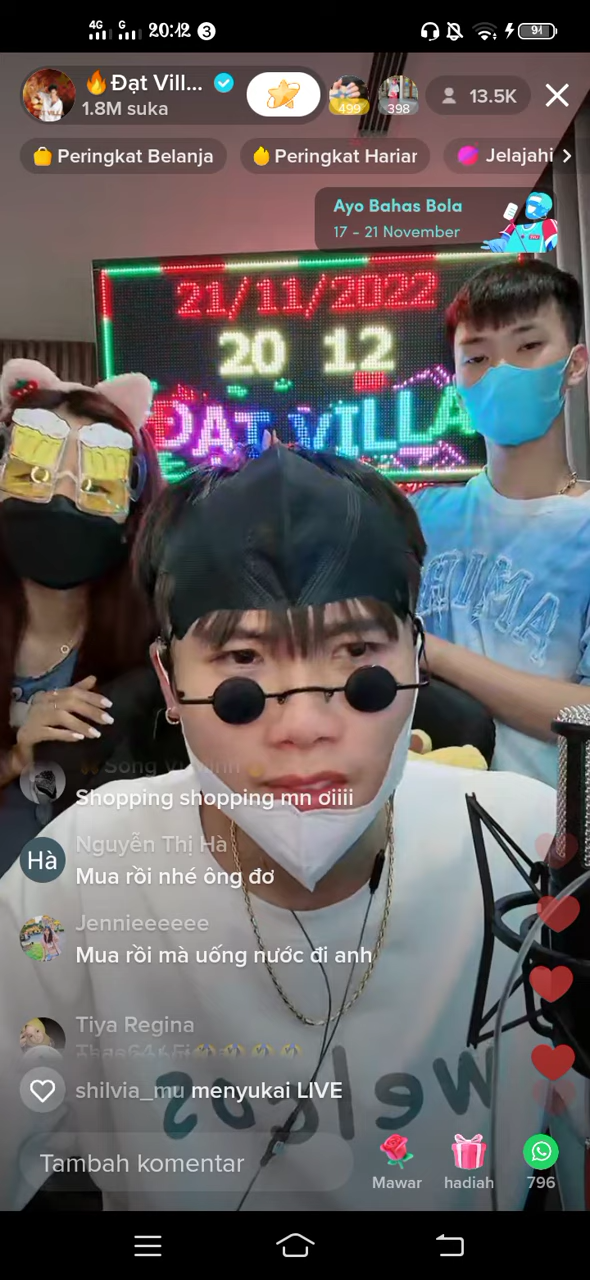 4G G 20:12 3 91
🔥Đạt Vill...
1.8M suka
499
398
13.5K
Peringkat Belanja
Peringkat Harian
Jelajahi
Ayo Bahas Bola
17 - 21 November
21/11/2022
20 12
ĐẠT VILLA
AIMA
Shopping shopping mn ơiiii
Hà
Nguyễn Thị Hà
Mua rồi nhé ông đơ
Jennieeeeee
Mua rồi mà uống nước đi anh
Tiya Regina
shilvia_mu menyukai LIVE
Welcos
Tambah komentar
Mawar
hadiah
796